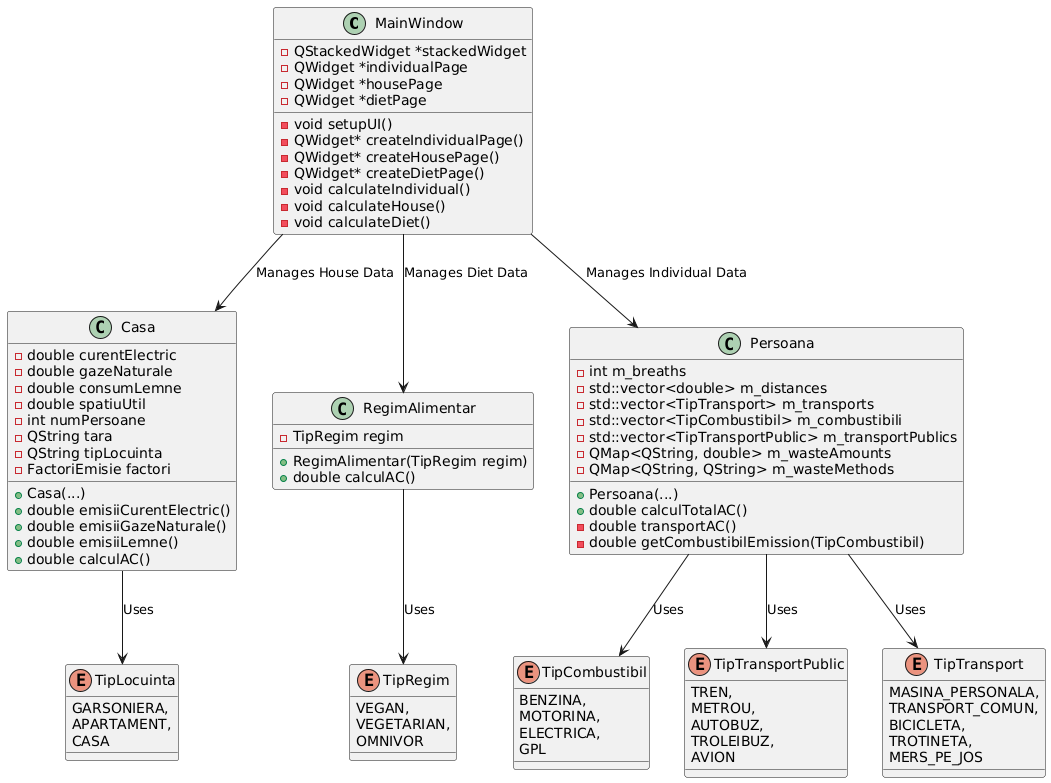 C MainWindow
QStackedWidget *stackedWidget
QWidget *individualPage
QWidget *housePage
QWidget *dietPage
void setupUI()
QWidget* createIndividualPage()
QWidget* createHousePage()
QWidget* createDietPage()
void calculateIndividual()
void calculateHouse()
void calculateDiet()
Manages House Data
Manages Diet Data
Manages Individual Data
C Casa
double curentElectric
double gazeNaturale
double consumLemne
double spatiuUtil
int numPersoane
QString tara
QString tipLocuinta
FactoriEmisie factori
Casa(...)
double emisiiCurentElectric()
double emisiiGazeNaturale()
double emisiiLemne()
double calculAC()
C RegimAlimentar
TipRegim regim
RegimAlimentar(TipRegim regim)
double calculAC()
C Persoana
int m_breaths
std::vector<double> m_distances
std::vector<TipTransport> m_transports
std::vector<TipCombustibil> m_combustibili
std::vector<TipTransportPublic> m_transportPublics
QMap<QString, double> m_wasteAmounts
QMap<QString, QString> m_wasteMethods
Persoana(...)
double calculTotalAC()
double transportAC()
double getCombustibilEmission(TipCombustibil)
Uses
Uses
Uses
Uses
Uses
E TipLocuinta
GARSONIERA,
APARTAMENT,
CASA
E TipRegim
VEGAN,
VEGETARIAN,
OMNIVOR
E TipCombustibil
BENZINA,
MOTORINA,
ELECTRICA,
GPL
E TipTransportPublic
TREN,
METROU,
AUTOBUZ,
TROLEIBUZ,
AVION
E TipTransport
MASINA_PERSONALA,
TRANSPORT_COMUN,
BICICLETA,
TROTINETA,
MERS_PE_JOS